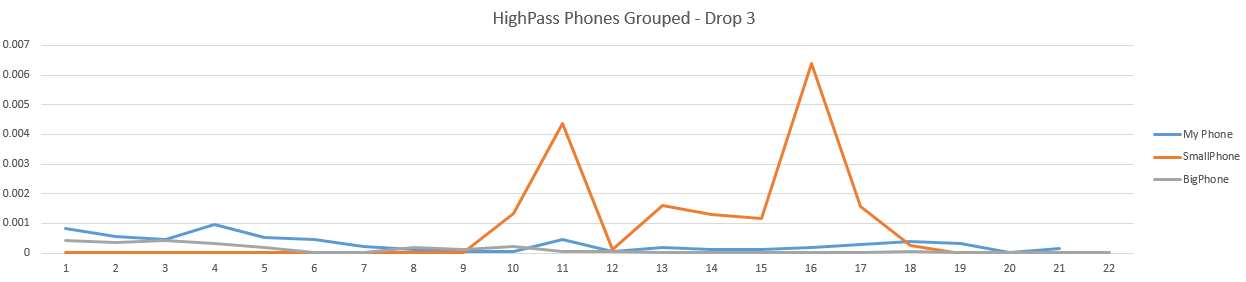 HighPass Phones Grouped - Drop 3
0.007
0.006
0.005
0.004
0.003
0.002
0.001
0
1 2 3 4 5 6 7 8 9 10 11 12 13 14 15 16 17 18 19 20 21 22
My Phone
SmallPhone
BigPhone